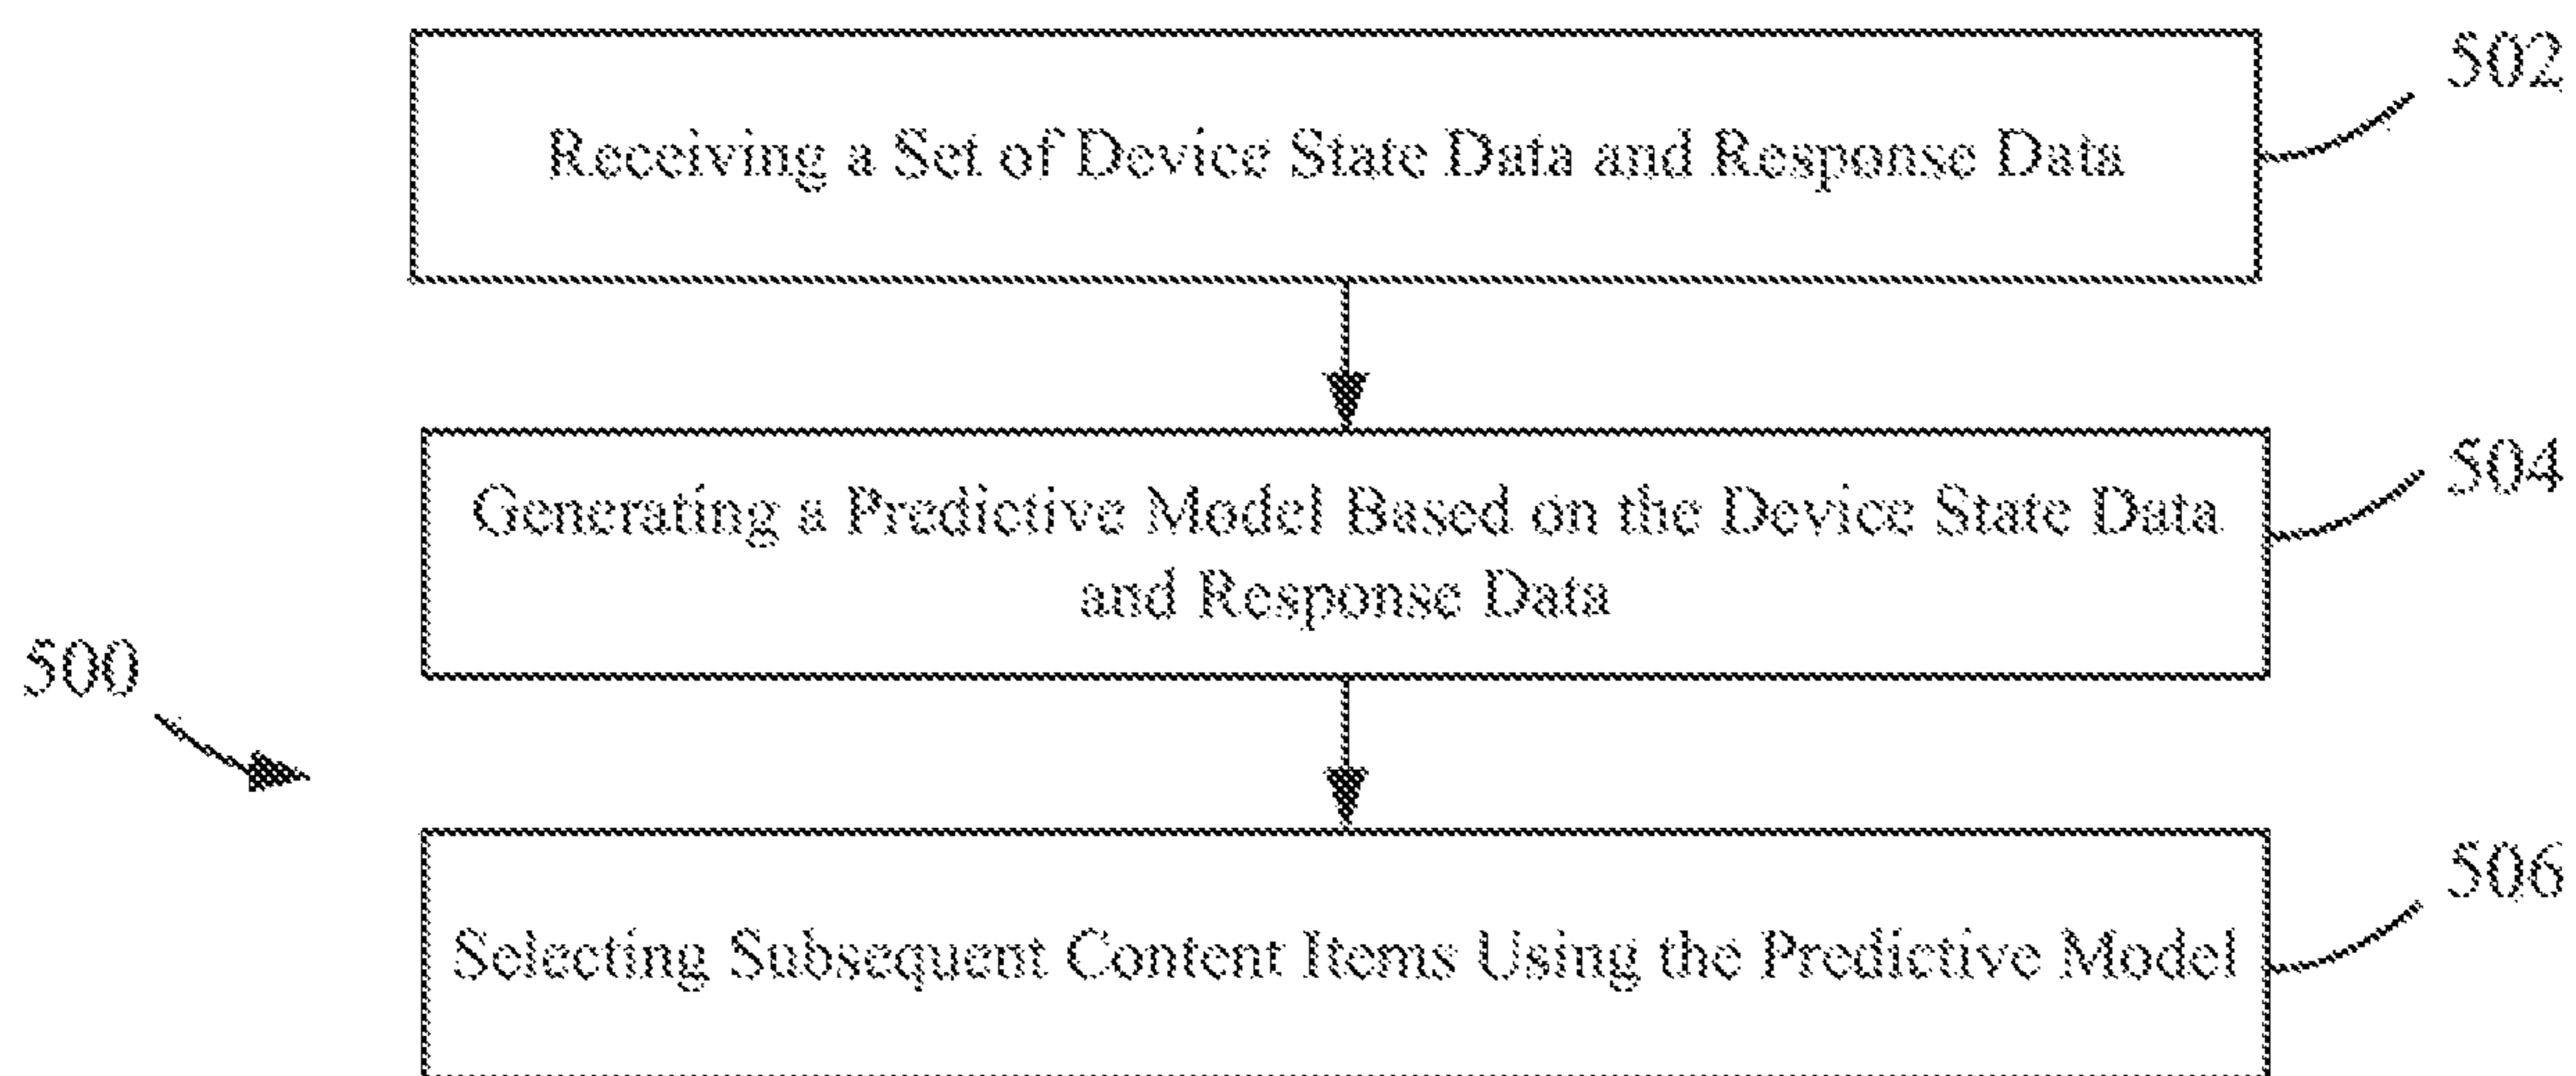 502
Receiving a Set of Device State Data and Response Data
504
Generating a Predictive Model Based on the Device State Data
and Response Data
500
506
Selecting Subsequent Content Items Using the Predictive Model